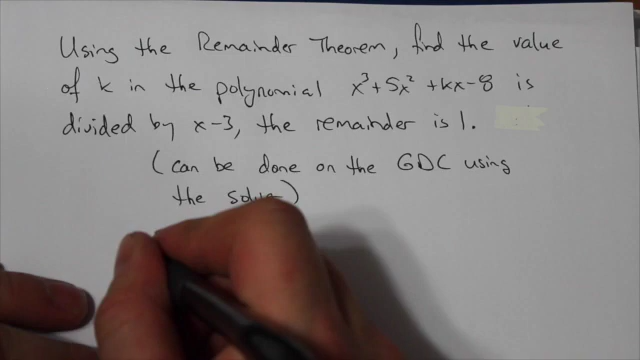 Using the Remainder Theorem, find the value
of k in the polynomial x³+5x²+kx-8 is
divided by x-3, the remainder is 1.
(can be done on the GDC using
the solve)